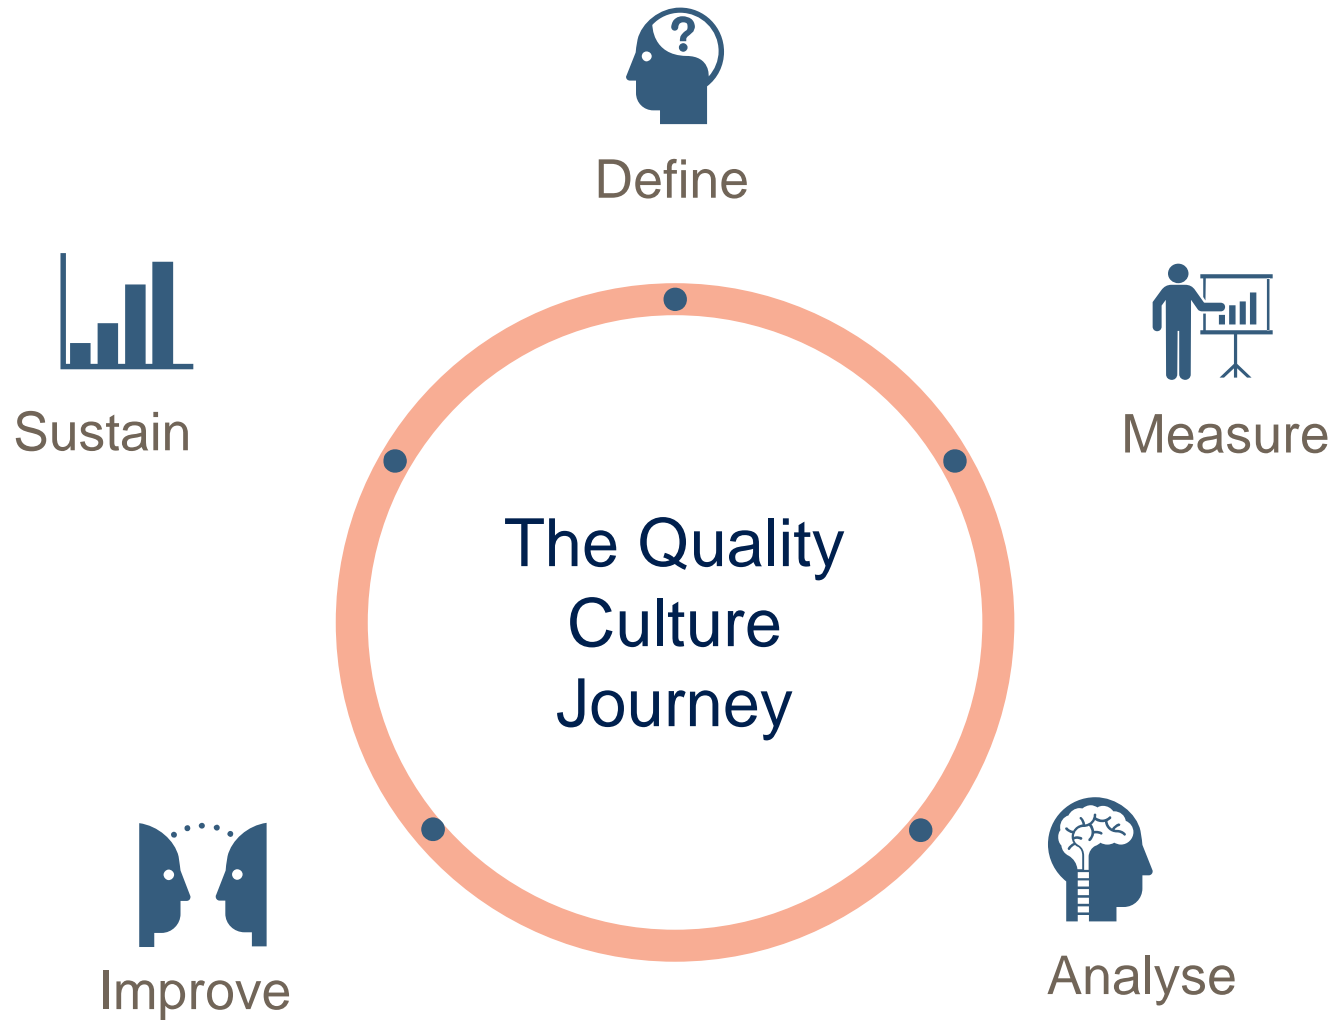 ?
Define
Sustain
Measure
The Quality
Culture
Journey
Improve
Analyse